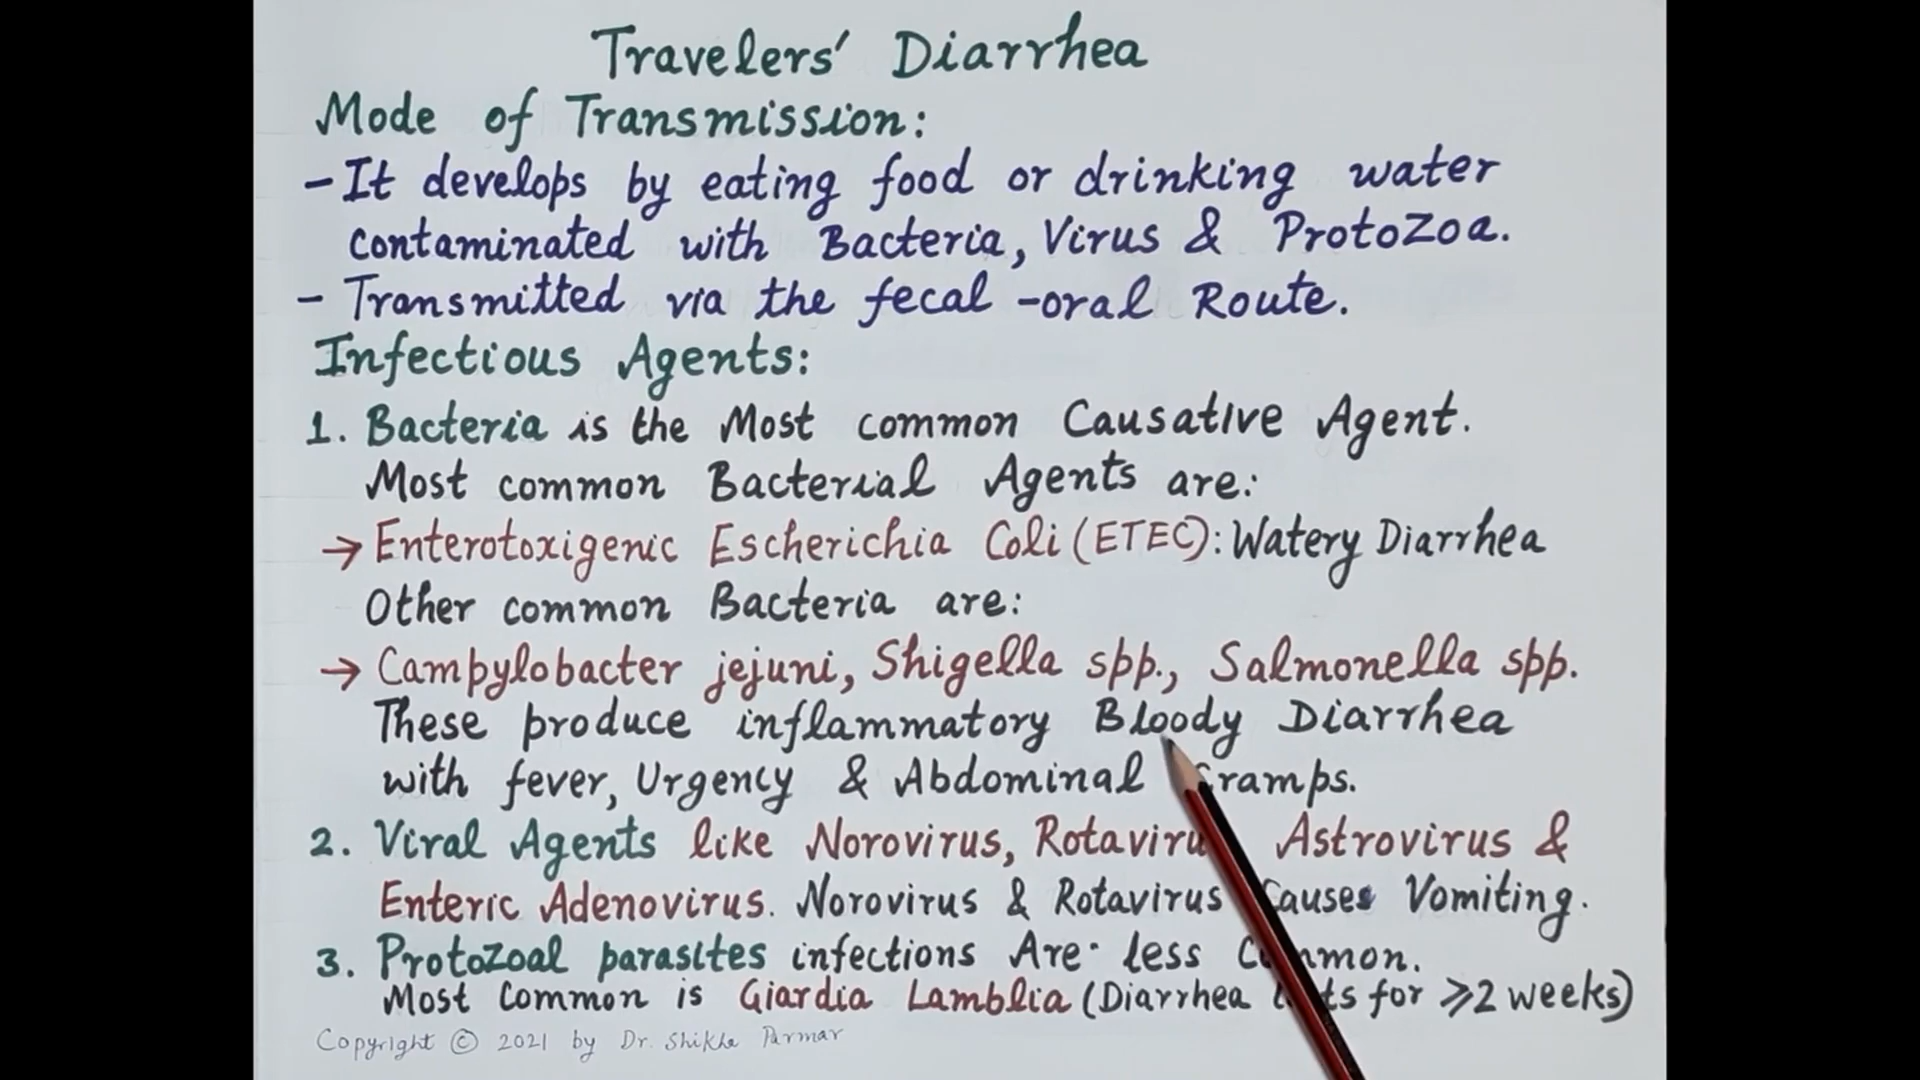 Travelers' Diarrhea
Mode of Transmission:
- It develops by eating food or drinking water
contaminated with Bacteria, Virus & Protozoa.
- Transmitted via the fecal-oral Route.
Infectious Agents:
1. Bacteria is the Most common Causative Agent.
Most common Bacterial Agents are:
→ Enterotoxigenic Escherichia Coli (ETEC): Watery Diarrhea
Other common Bacteria are:
→ Campylobacter jejuni, Shigella spp., Salmonella spp.
These produce inflammatory Bloody Diarrhea
with fever, Urgency & Abdominal Cramps.
2. Viral Agents like Norovirus, Rotavirus Astrovirus &
Enteric Adenovirus. Norovirus & Rotavirus Causes Vomiting.
3. Protozoal parasites infections Are less Common.
Most Common is Giardia Lamblia (Diarrhea lasts for ⩾2 weeks)
Copyright © 2021 by Dr. Shikha Parmar